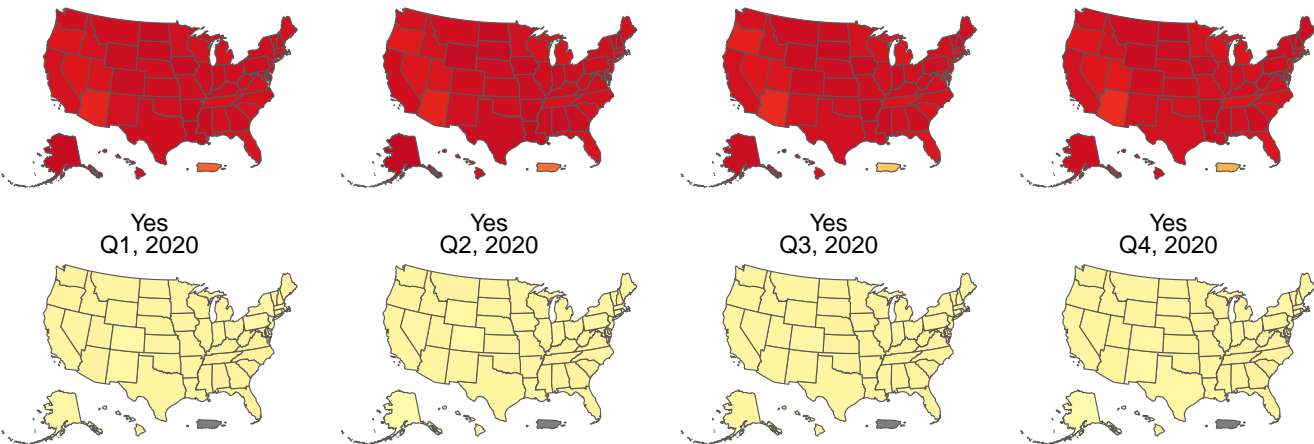 Yes
Q1, 2020
Yes
Q2, 2020
Yes
Q3, 2020
Yes
Q4, 2020